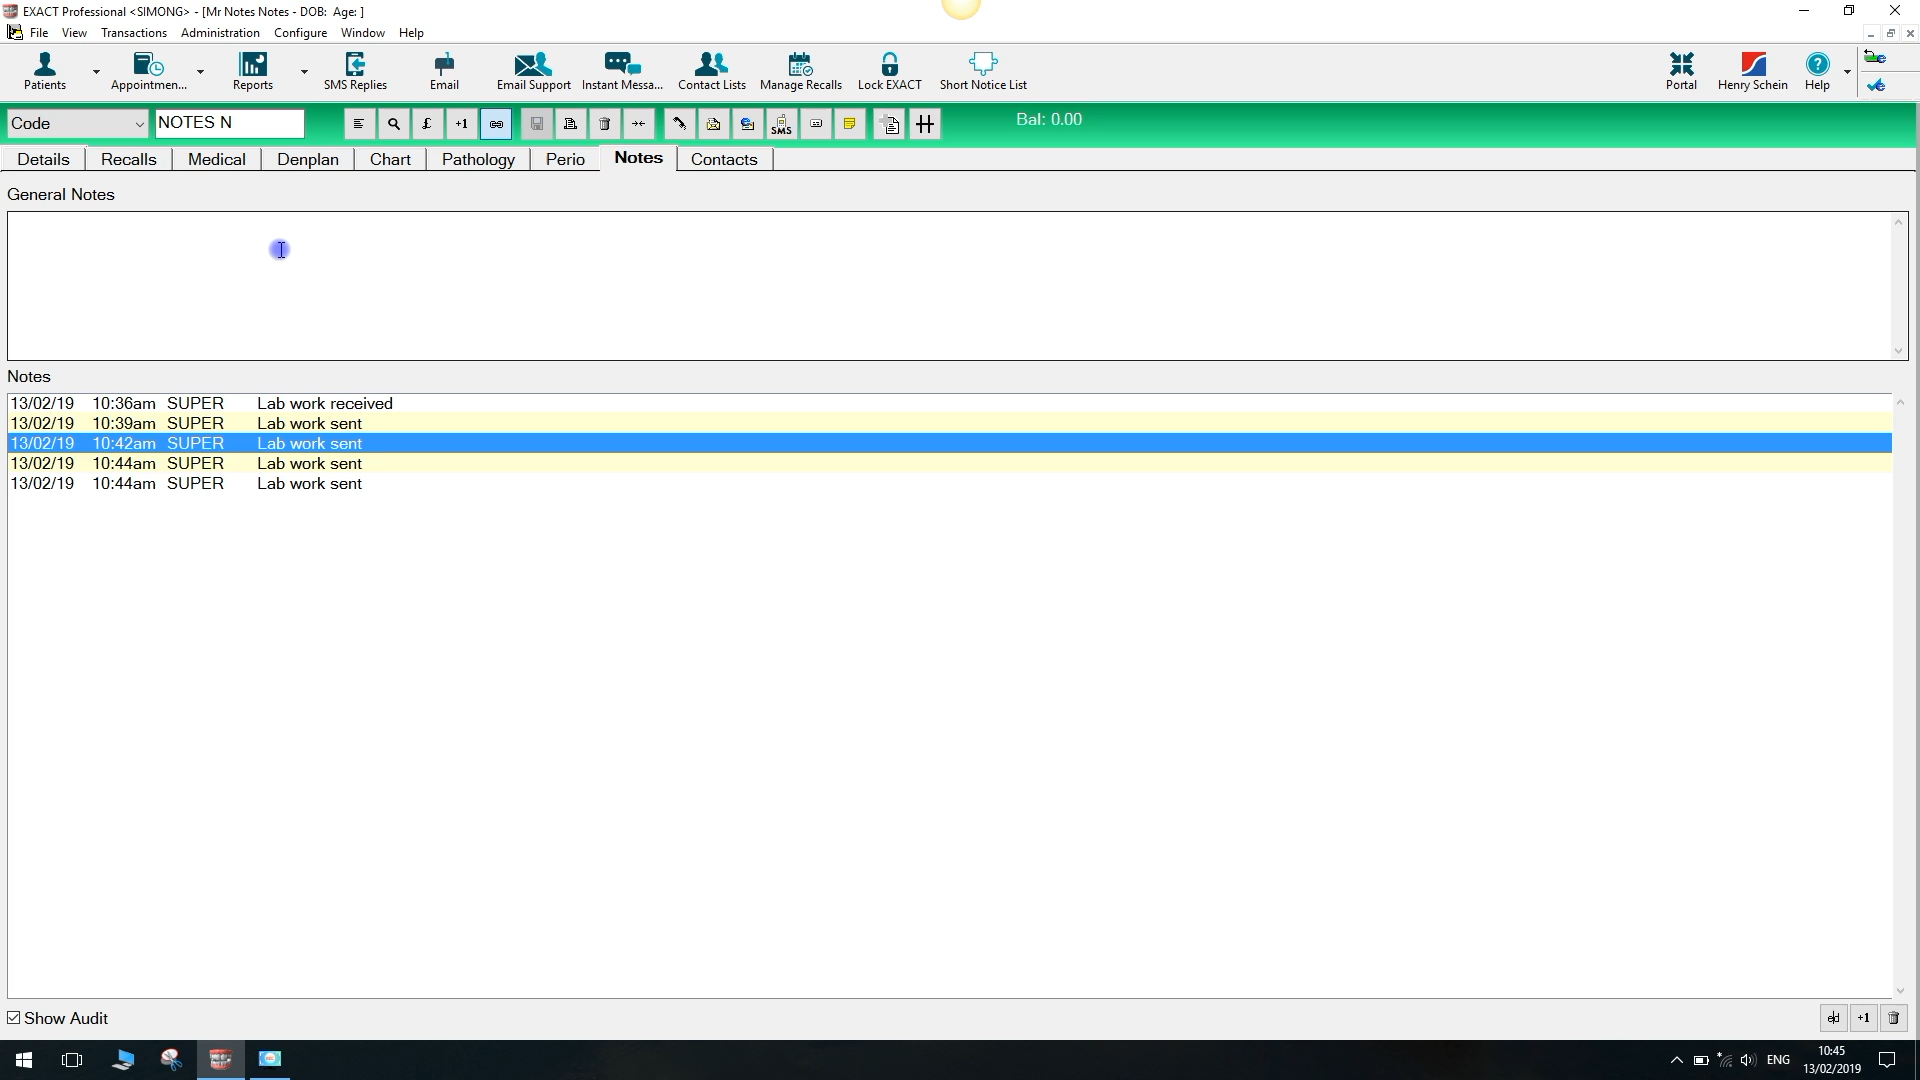 EXACT Professional <SIMONG> - [Mr Notes Notes - DOB:  Age: ]
File View Transactions Administration Configure Window Help
Patients Appointmen... Reports SMS Replies Email Email Support Instant Messa... Contact Lists Manage Recalls Lock EXACT Short Notice List Portal Henry Schein Help
Code NOTES N £ +1 SMS Bal: 0.00
Details Recalls Medical Denplan Chart Pathology Perio Notes Contacts
General Notes
Notes
13/02/19 10:36am SUPER Lab work received
13/02/19 10:39am SUPER Lab work sent
13/02/19 10:42am SUPER Lab work sent
13/02/19 10:44am SUPER Lab work sent
13/02/19 10:44am SUPER Lab work sent
Show Audit +1
ENG 10:45
13/02/2019